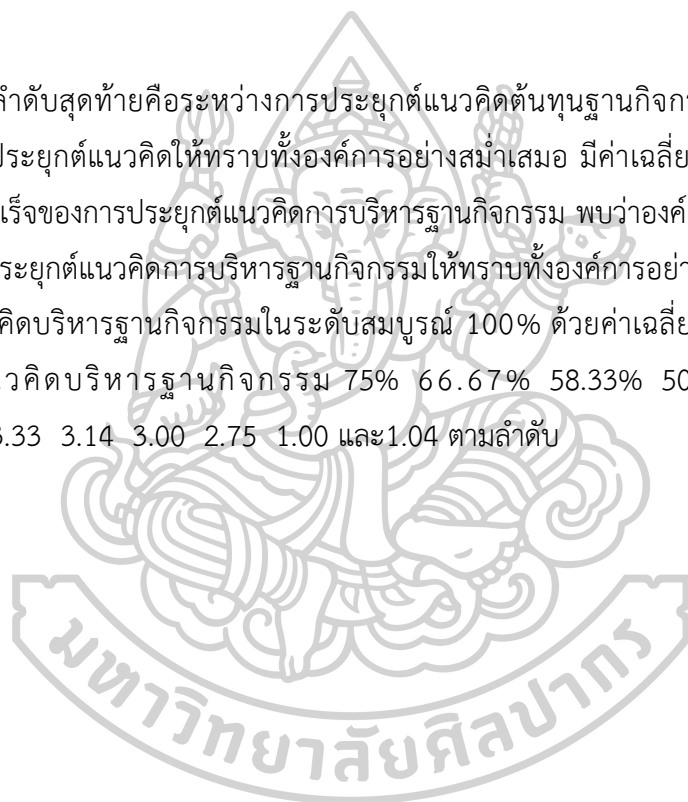 ลำดับสุดท้ายคือระหว่างการประยุกต์แนวคิดต้นทุนฐานกิจกร
ประยุกต์แนวคิดให้ทราบทั้งองค์การอย่างสม่ำเสมอ มีค่าเฉลี่ย
เร็จของการประยุกต์แนวคิดการบริหารฐานกิจกรรม พบว่าองค์
ระยุกต์แนวคิดการบริหารฐานกิจกรรมให้ทราบทั้งองค์การอย่า
คิดบริหารฐานกิจกรรมในระดับสมบูรณ์ 100% ด้วยค่าเฉลี่ย
วคิดบริหารฐานกิจกรรม 75% 66.67% 58.33% 50
3.33 3.14 3.00 2.75 1.00 และ1.04 ตามลำดับ
มหาวิทยาลัยศิลปากร